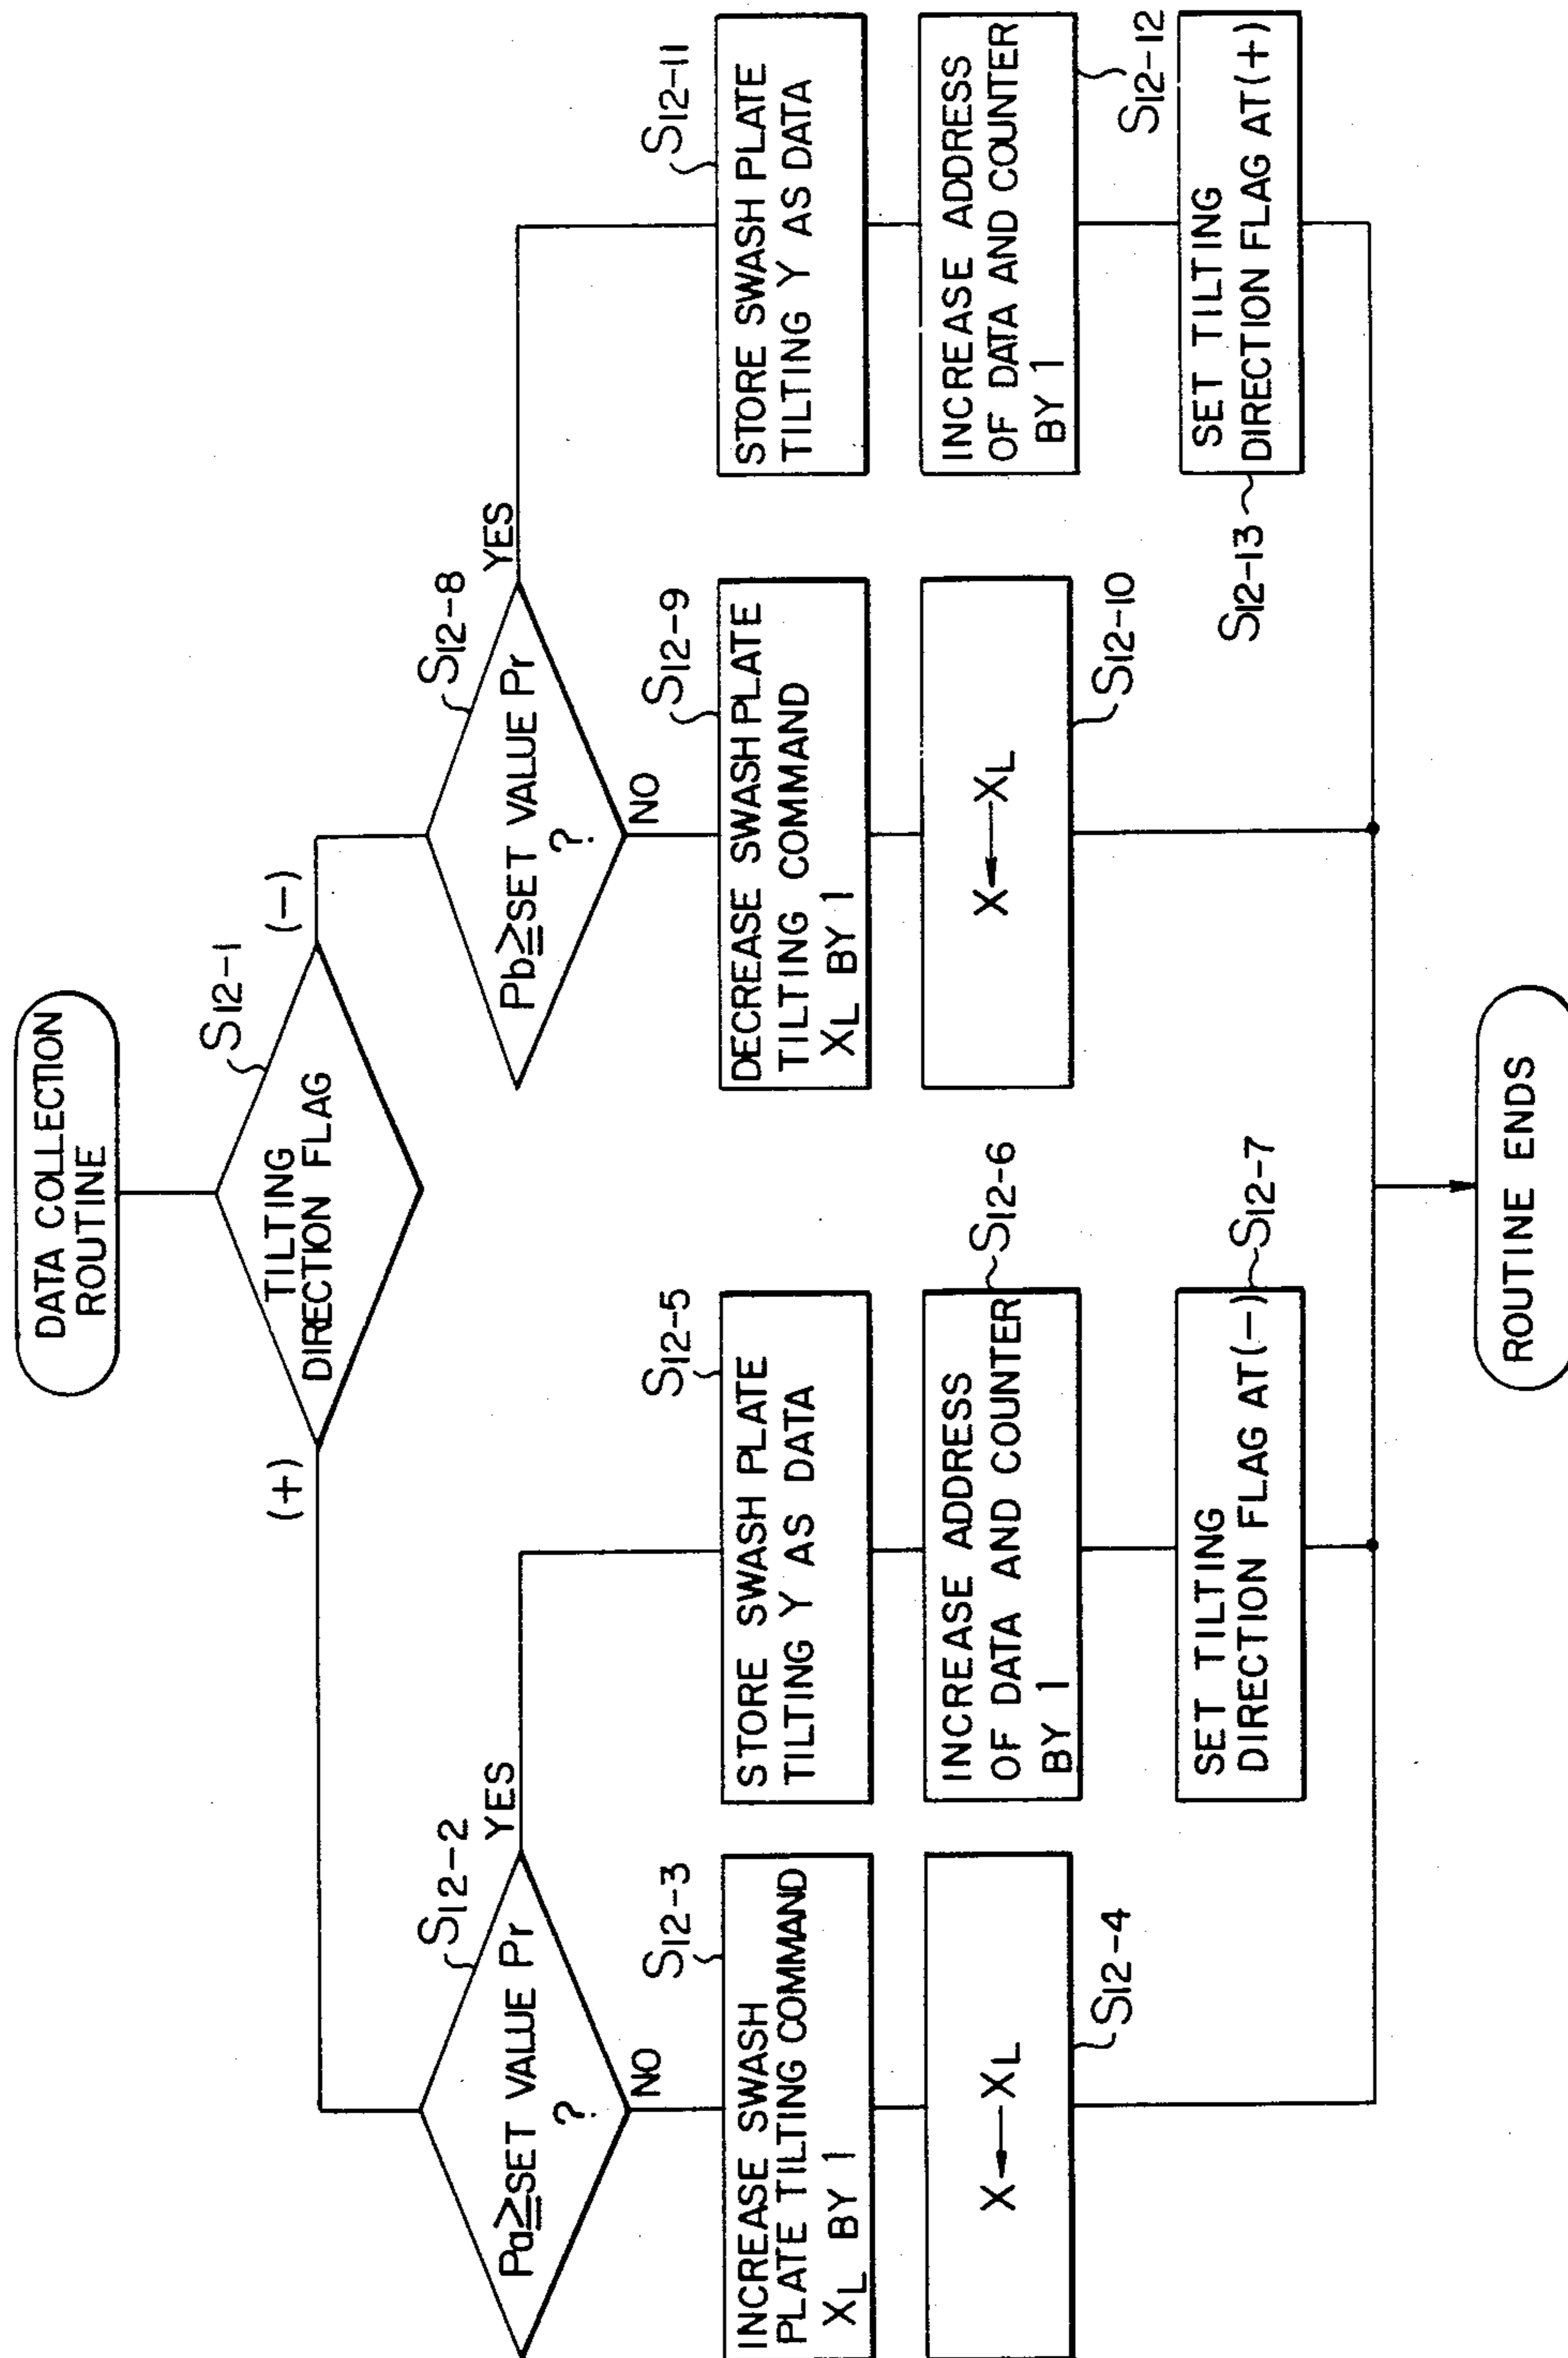 DATA COLLECTION
ROUTINE
S12-1
TILTING
DIRECTION FLAG
(+)
(-)
S12-2
Pa≧SET VALUE Pr
?
YES
NO
S12-3
INCREASE SWASH
PLATE TILTING COMMAND
XL BY 1
X←XL
S12-4
S12-5
STORE SWASH PLATE
TILTING Y AS DATA
S12-6
INCREASE ADDRESS
OF DATA AND COUNTER
BY 1
S12-7
SET TILTING
DIRECTION FLAG AT(-)
S12-8
Pb≧SET VALUE Pr
?
YES
NO
S12-9
DECREASE SWASH PLATE
TILTING COMMAND
XL BY 1
X←XL
S12-10
S12-11
STORE SWASH PLATE
TILTING Y AS DATA
INCREASE ADDRESS
OF DATA AND COUNTER
BY 1
S12-12
SET TILTING
DIRECTION FLAG AT(+)
S12-13
ROUTINE ENDS